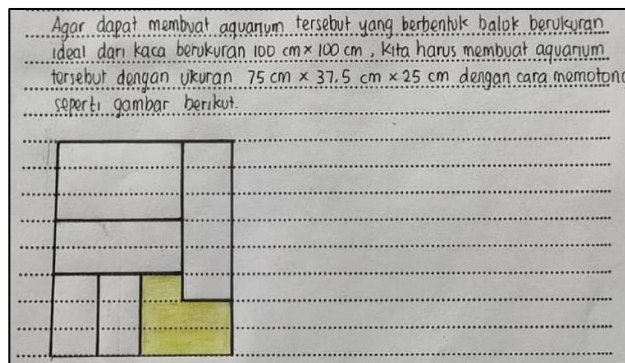 Agar dapat membuat aquarium tersebut yang berbentuk balok berukuran
ideal dari kaca berukuran 100 cm × 100 cm, kita harus membuat aquarium
tersebut dengan ukuran 75 cm × 37.5 cm × 25 cm dengan cara memotong
seperti gambar berikut.